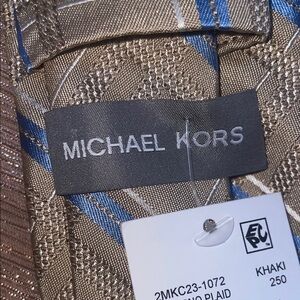 MICHAEL KORS
2MKC23-1072
PLAID
KHAKI
250